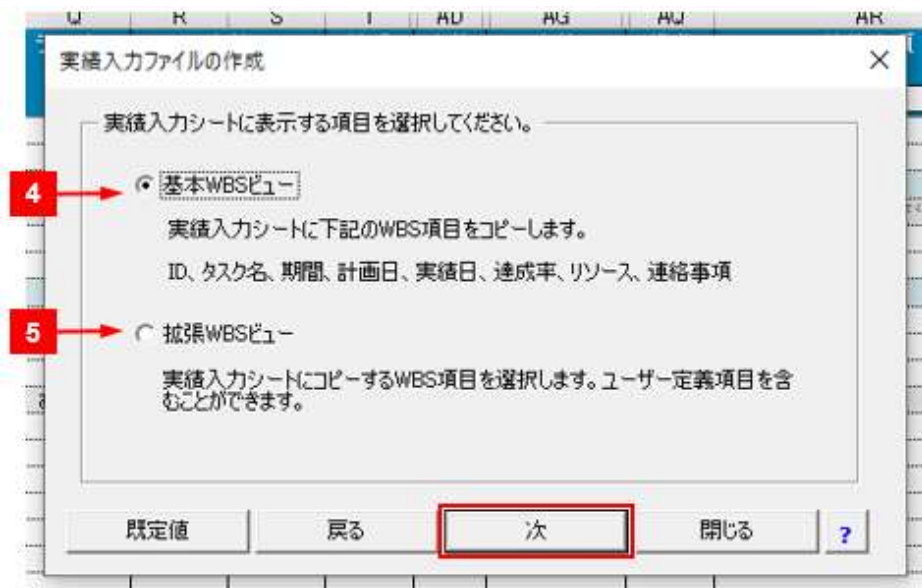 Q R S T AD AG AQ AR
実績入力ファイルの作成
実績入力シートに表示する項目を選択してください。
4 基本WBSビュー
実績入力シートに下記のWBS項目をコピーします。
ID、タスク名、期間、計画日、実績日、達成率、リソース、連絡事項
5 拡張WBSビュー
実績入力シートにコピーするWBS項目を選択します。ユーザー定義項目を含
むことができます。
既定値 戻る 次 閉じる ?